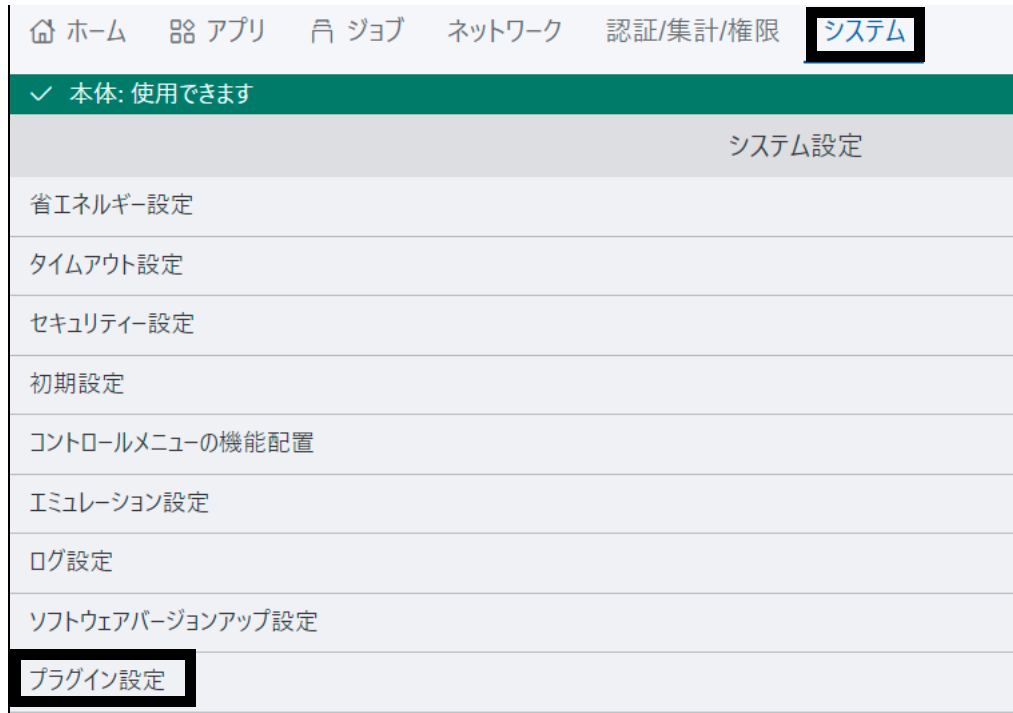 ホーム アプリ ジョブ ネットワーク 認証/集計/権限 システム
本体: 使用できます
システム設定
省エネルギー設定
タイムアウト設定
セキュリティー設定
初期設定
コントロールメニューの機能配置
エミュレーション設定
ログ設定
ソフトウェアバージョンアップ設定
プラグイン設定